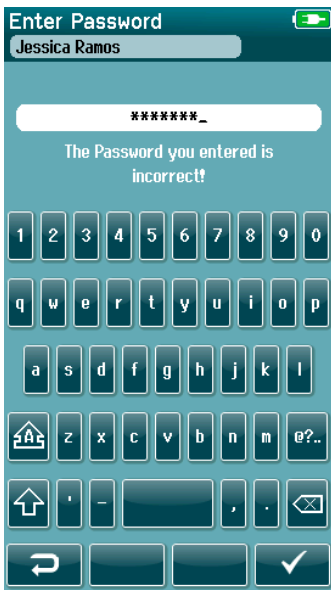 Enter Password
Jessica Ramos
*******_
The Password you entered is
incorrect!
1 2 3 4 5 6 7 8 9 0
q w e r t y u i o p
a s d f g h j k l
A z x c v b n m @?..
' - , .